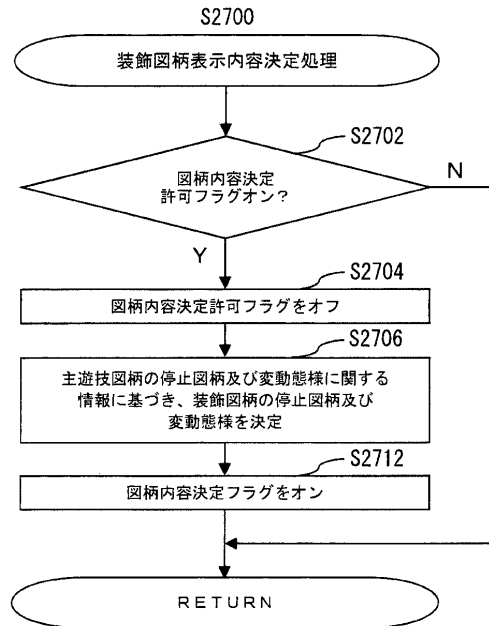 S2700
装飾図柄表示内容決定処理
S2702
図柄内容決定
許可フラグオン？
N
Y
S2704
図柄内容決定許可フラグをオフ
S2706
主遊技図柄の停止図柄及び変動態様に関する
情報に基づき、装飾図柄の停止図柄及び
変動態様を決定
S2712
図柄内容決定フラグをオン
RETURN